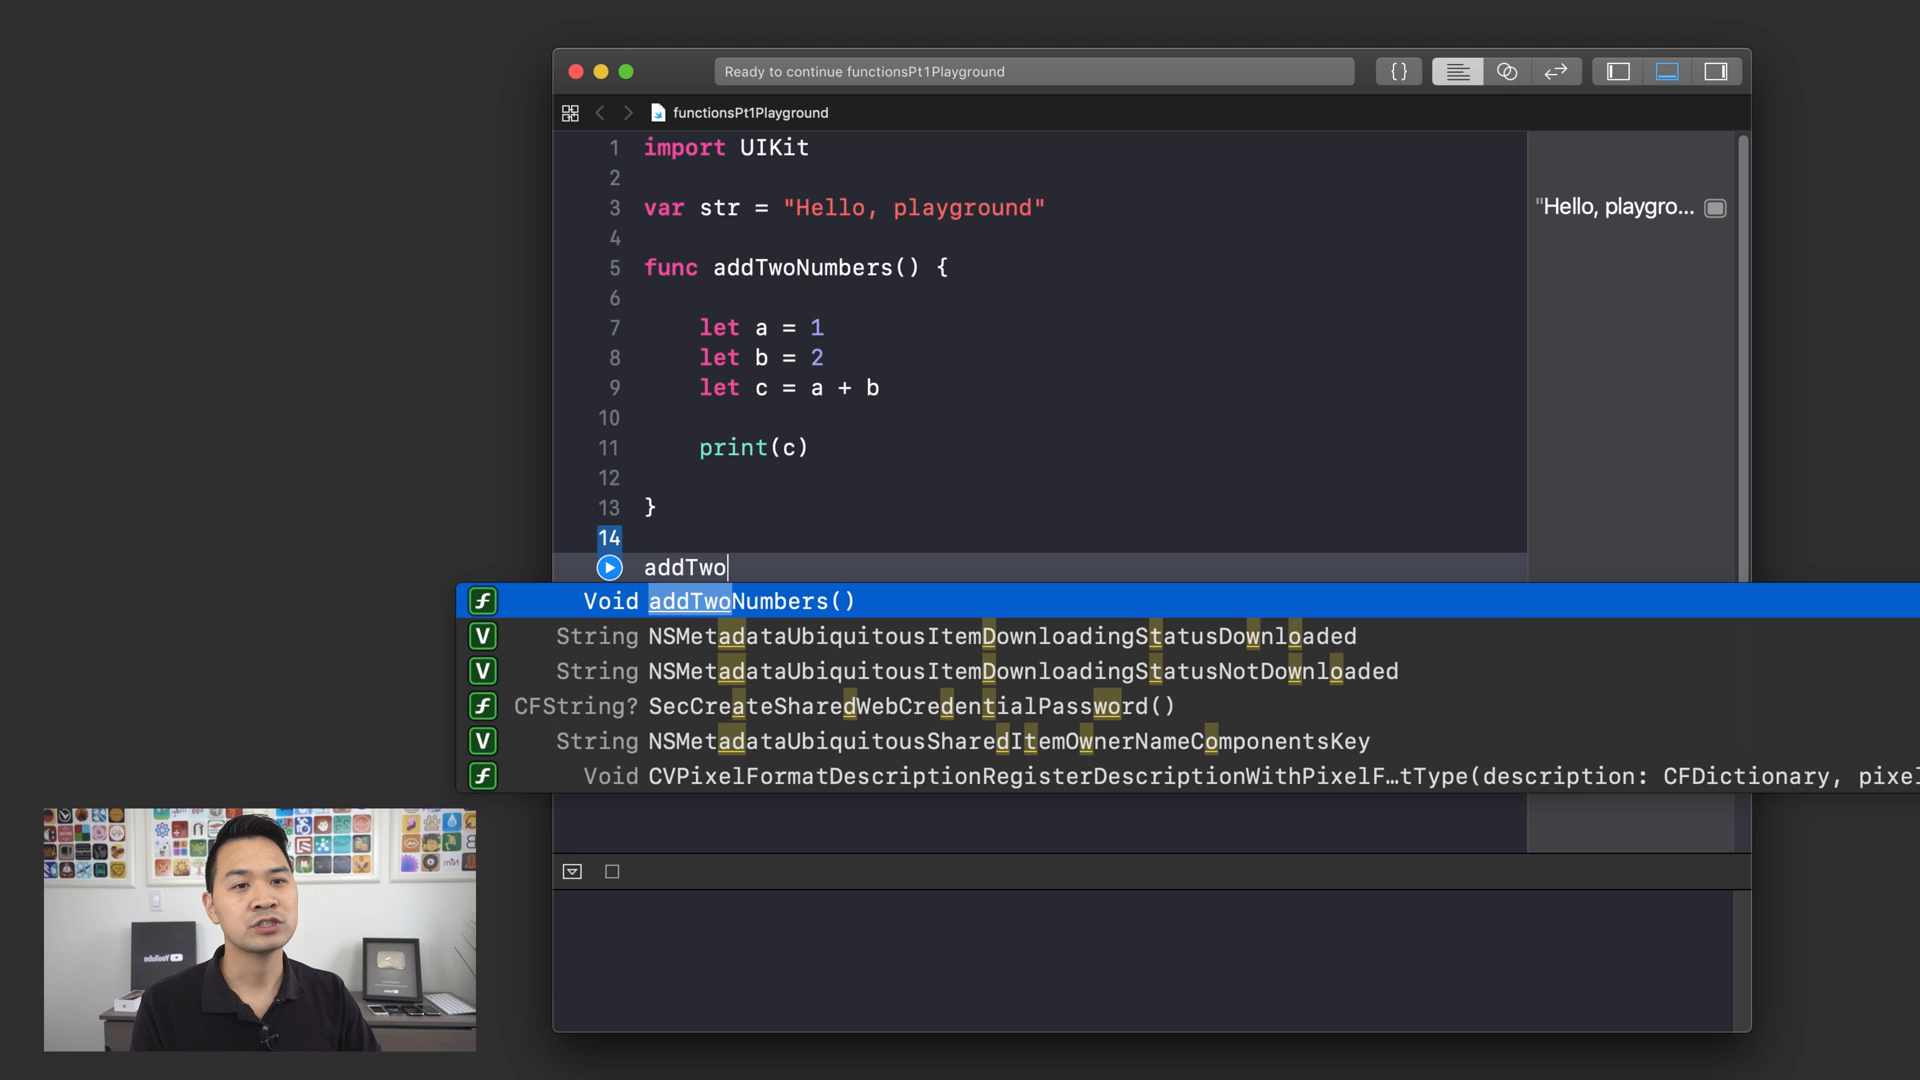 Ready to continue functionsPt1Playground
{}
functionsPt1Playground
1 import UIKit
2
3 var str = "Hello, playground"
"Hello, playgro...
4
5 func addTwoNumbers() {
6
7 let a = 1
8 let b = 2
9 let c = a + b
10
11 print(c)
12
13 }
14
addTwo
f Void addTwoNumbers()
V String NSMetadataUbiquitousItemDownloadingStatusDownloaded
V String NSMetadataUbiquitousItemDownloadingStatusNotDownloaded
f CFString? SecCreateSharedWebCredentialPassword()
V String NSMetadataUbiquitousSharedItemOwnerNameComponentsKey
f Void CVPixelFormatDescriptionRegisterDescriptionWithPixelF…tType(description: CFDictionary, pixel
YouTube